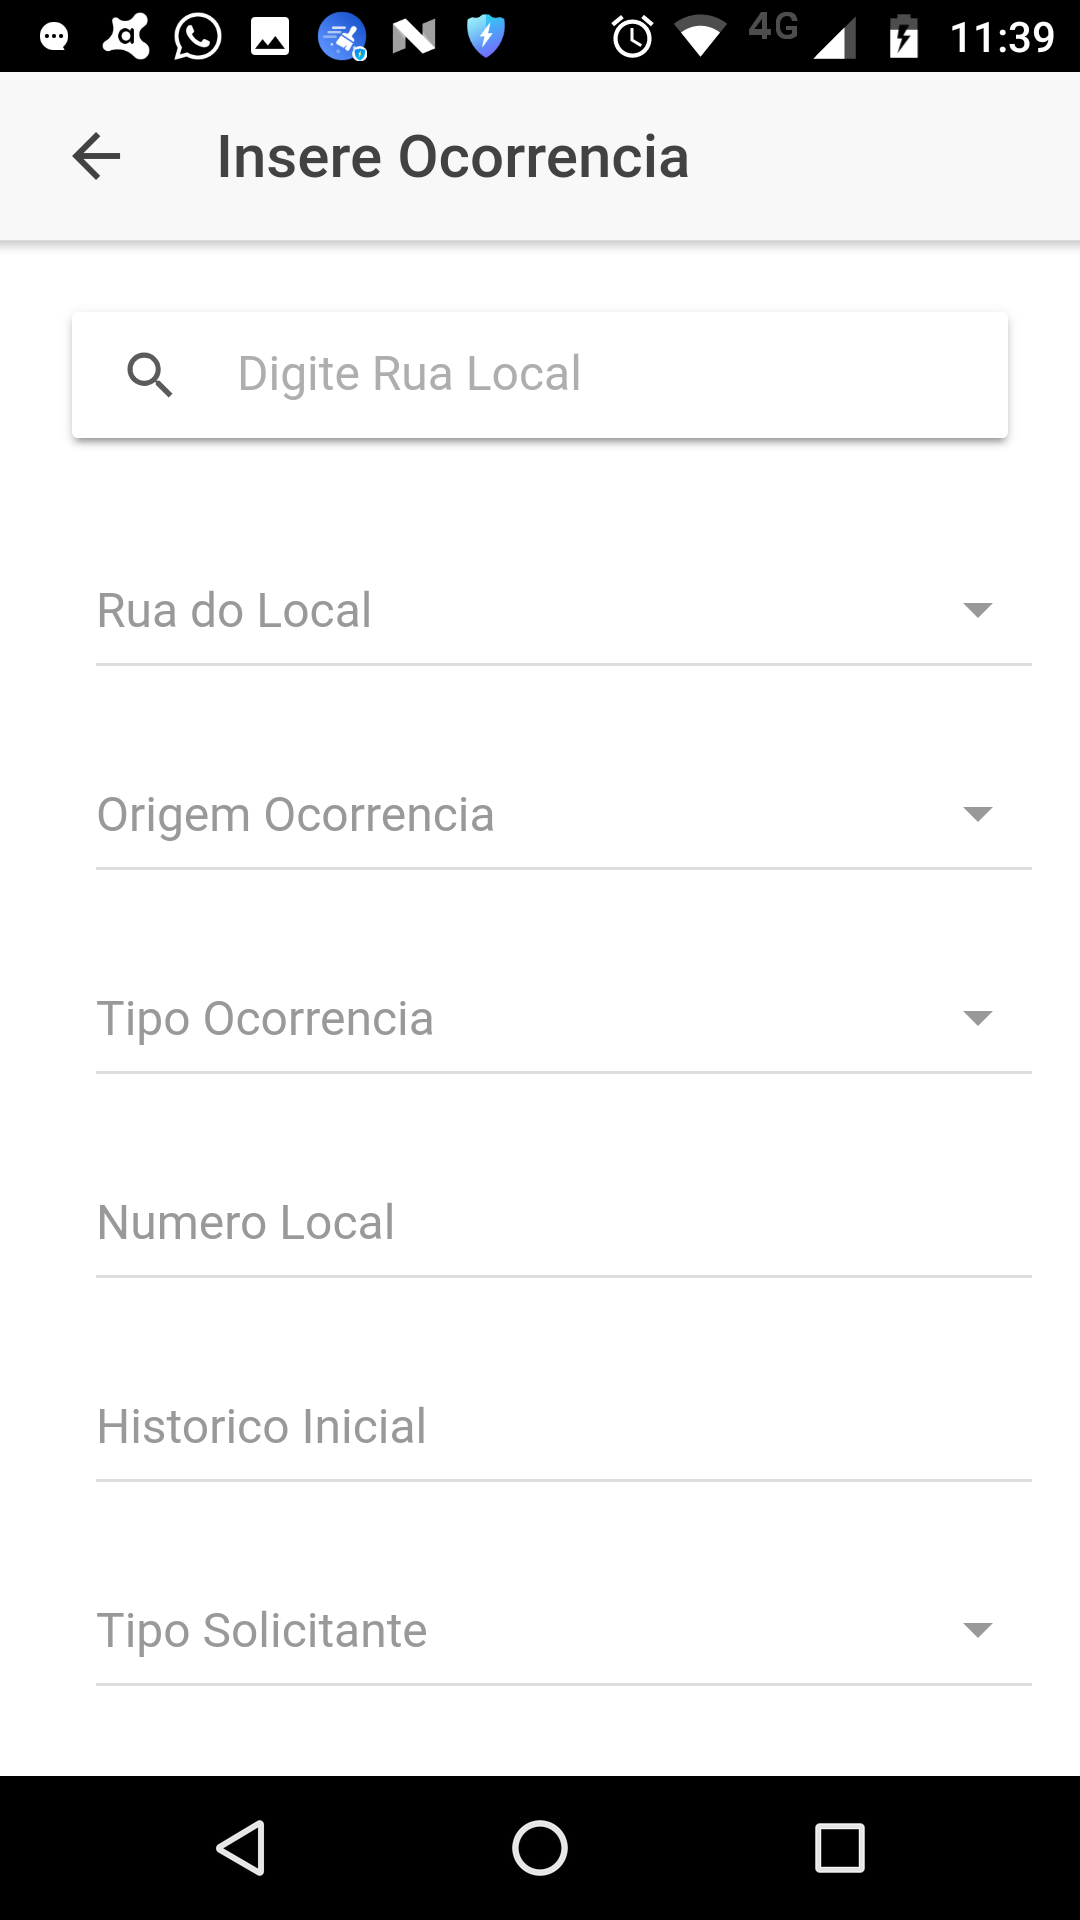 4G 11:39
Insere Ocorrencia
Digite Rua Local
Rua do Local
Origem Ocorrencia
Tipo Ocorrencia
Numero Local
Historico Inicial
Tipo Solicitante